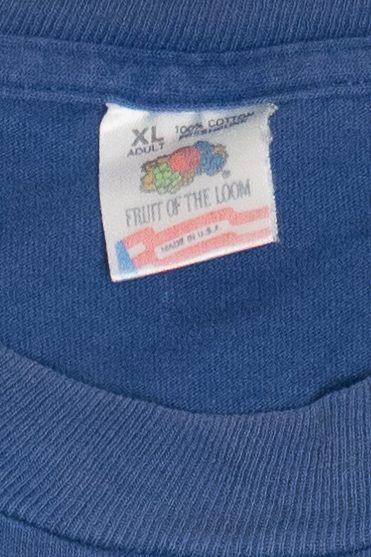 XL
ADULT
100% COTTON
FRUIT OF THE LOOM
MADE IN U.S.A.